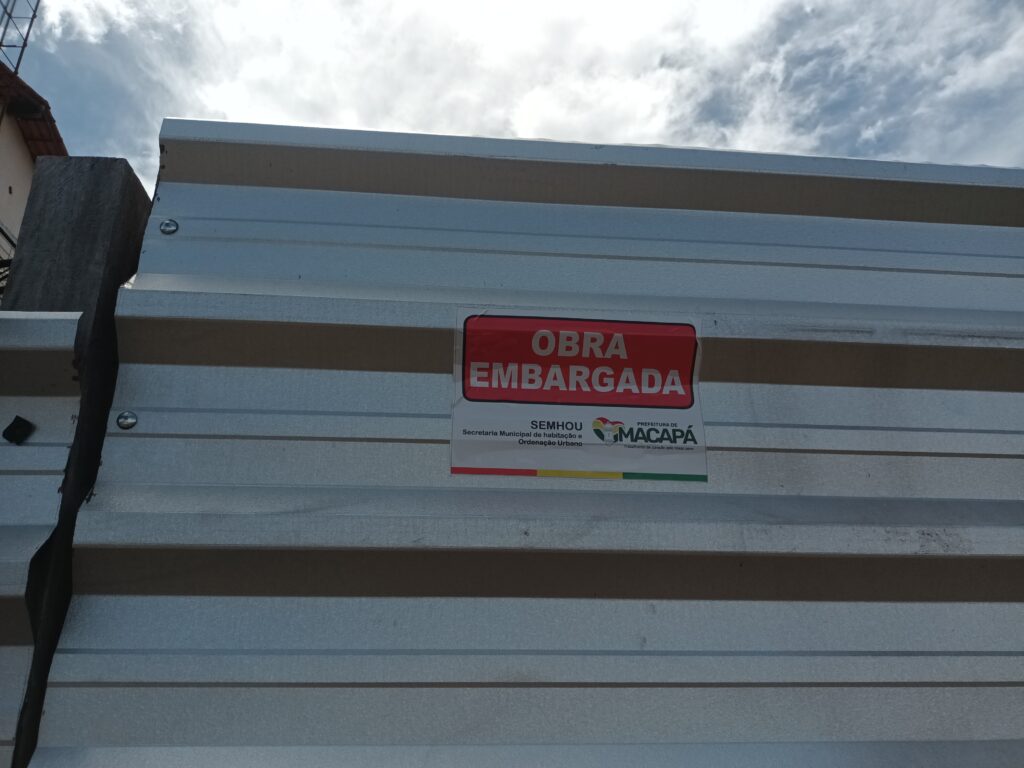 OBRA
EMBARGADA
SEMHOU
Secretaria Municipal de habitação e
Ordenação Urbano
PREFEITURA DE
MACAPÁ